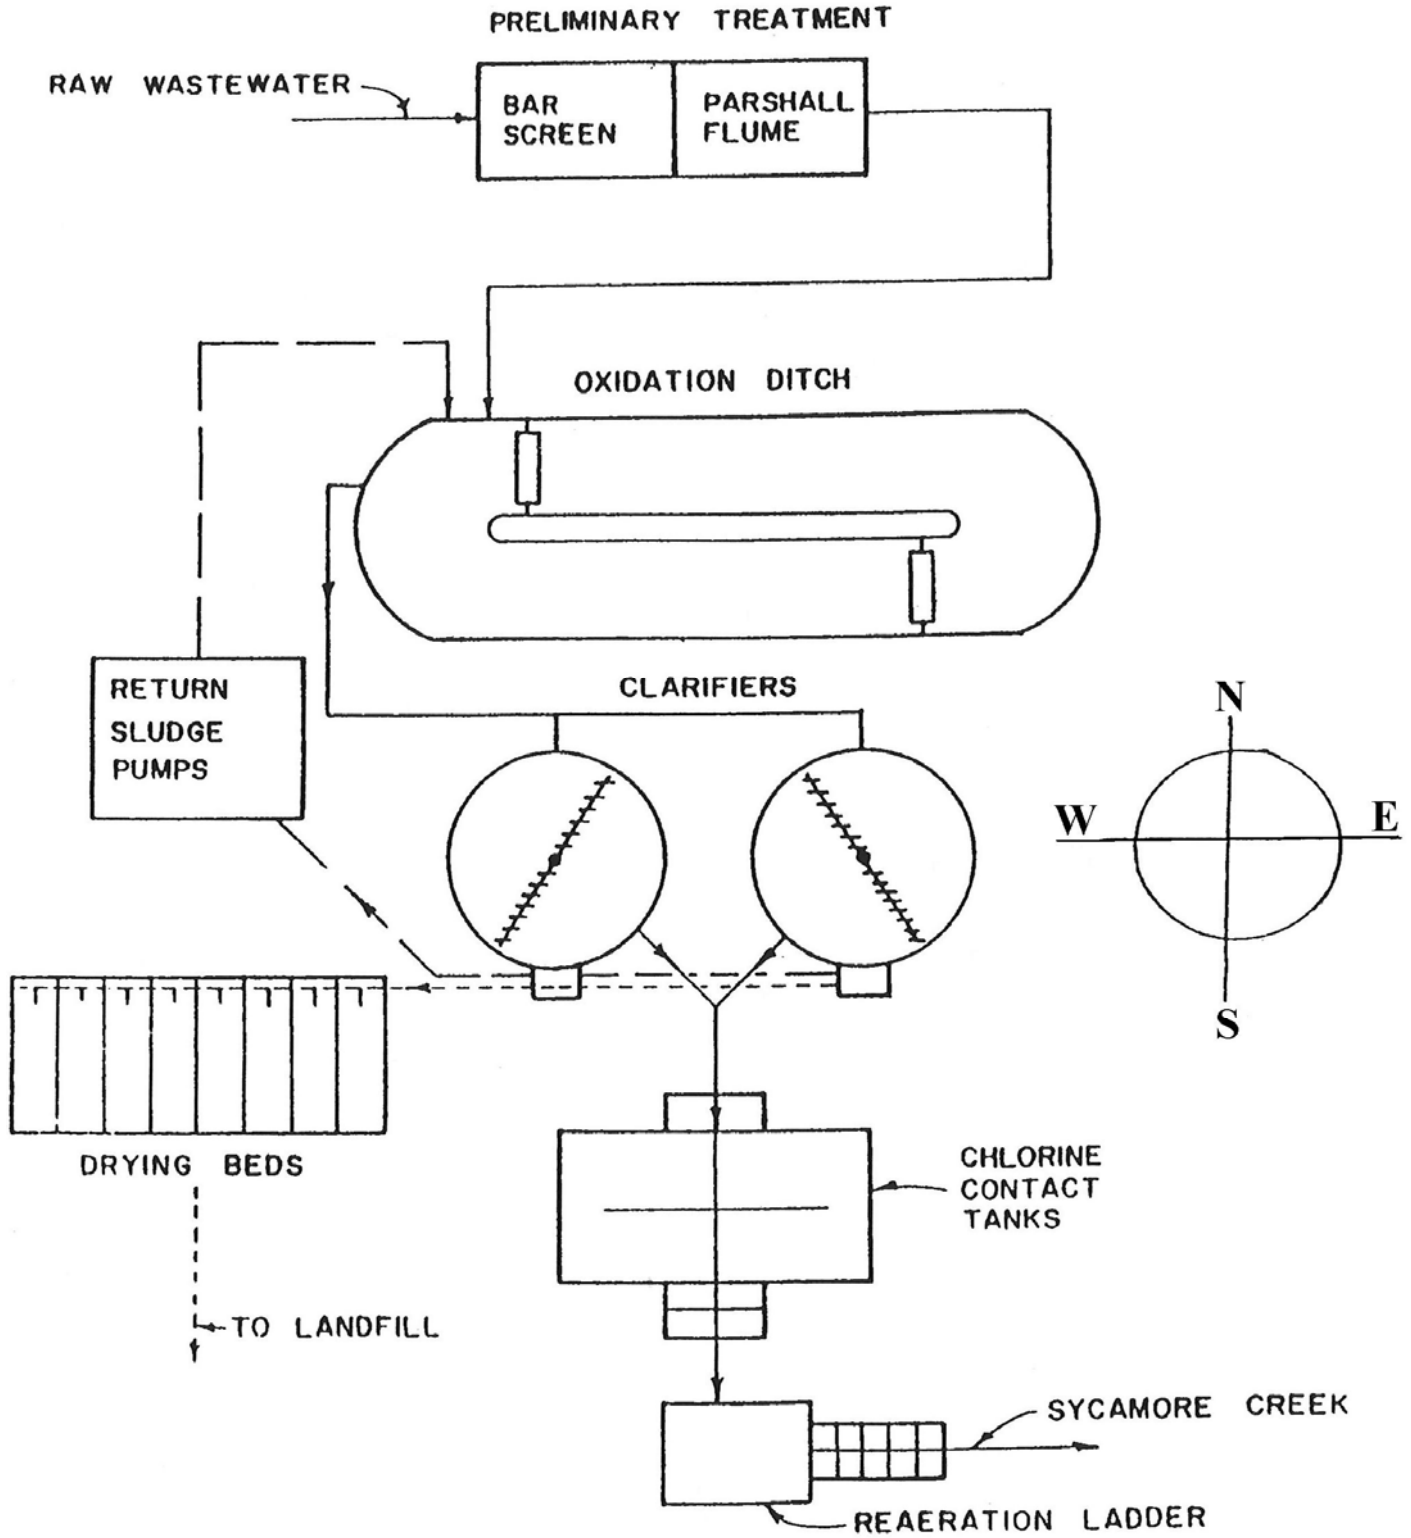 PRELIMINARY TREATMENT
RAW WASTEWATER
BAR
SCREEN
PARSHALL
FLUME
OXIDATION DITCH
RETURN
SLUDGE
PUMPS
CLARIFIERS
N
W
E
S
DRYING BEDS
CHLORINE
CONTACT
TANKS
TO LANDFILL
SYCAMORE CREEK
REAERATION LADDER